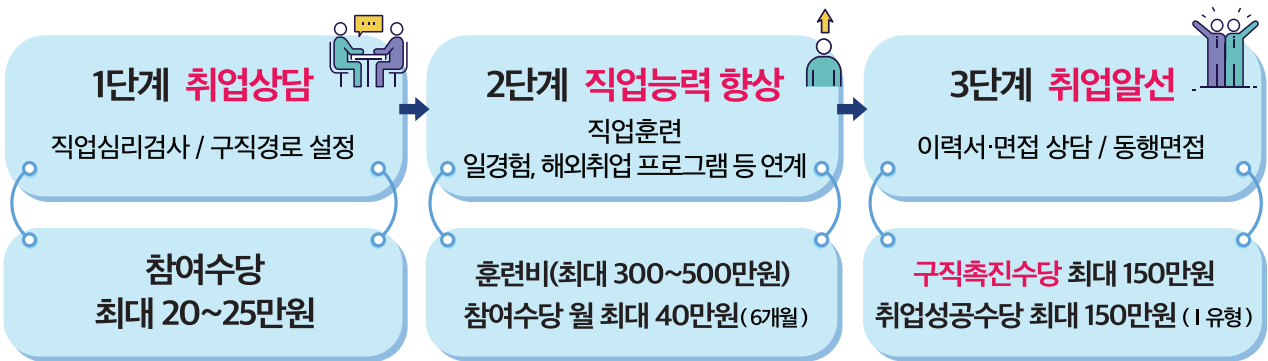 1단계 취업상담
직업심리검사 / 구직경로 설정
참여수당
최대 20~25만원
2단계 직업능력 향상
직업훈련
일경험, 해외취업 프로그램 등 연계
훈련비(최대 300~500만원)
참여수당 월 최대 40만원(6개월)
3단계 취업알선
이력서·면접 상담 / 동행면접
구직촉진수당 최대 150만원
취업성공수당 최대 150만원 (Ⅰ유형)